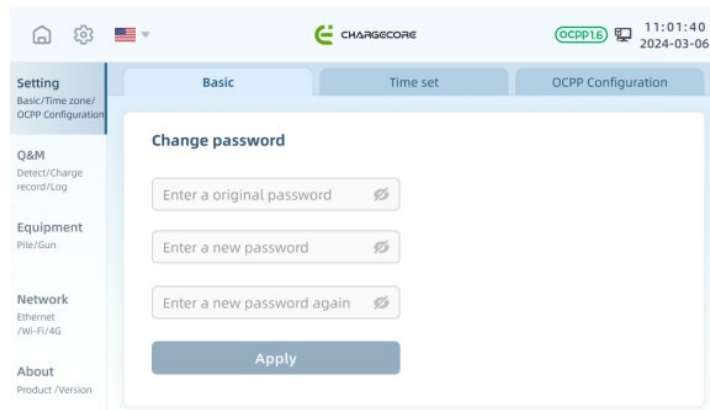 CHARGECORE
OCPP1.6
11:01:40
2024-03-06
Setting
Basic/Time zone/
OCPP Configuration
Q&M
Detect/Charge
record/Log
Equipment
Pile/Gun
Network
Ethernet
/Wi-Fi/4G
About
Product /Version
Basic
Time set
OCPP Configuration
Change password
Enter a original password
Enter a new password
Enter a new password again
Apply